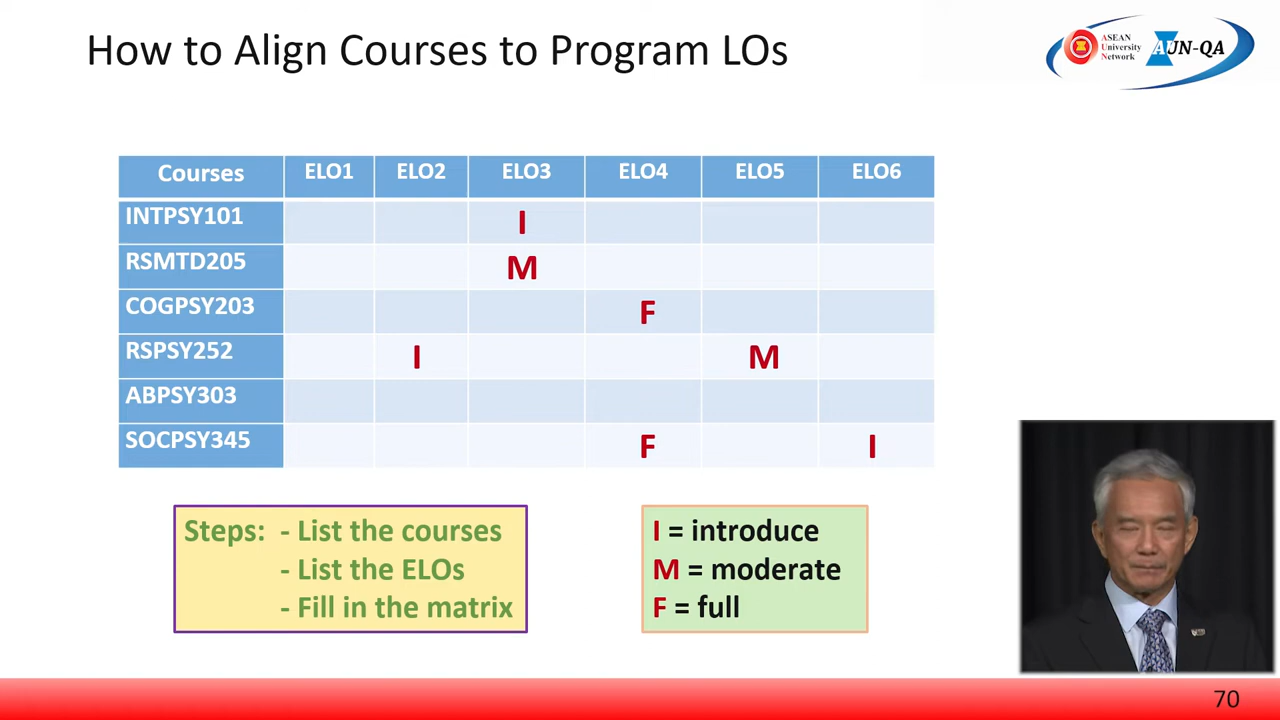 How to Align Courses to Program LOs
ASEAN
University
Network
AUN-QA
Courses ELO1 ELO2 ELO3 ELO4 ELO5 ELO6
INTPSY101 I
RSMTD205 M
COGPSY203 F
RSPSY252 I M
ABPSY303
SOCPSY345 F I
Steps: - List the courses
- List the ELOs
- Fill in the matrix
I = introduce
M = moderate
F = full
70